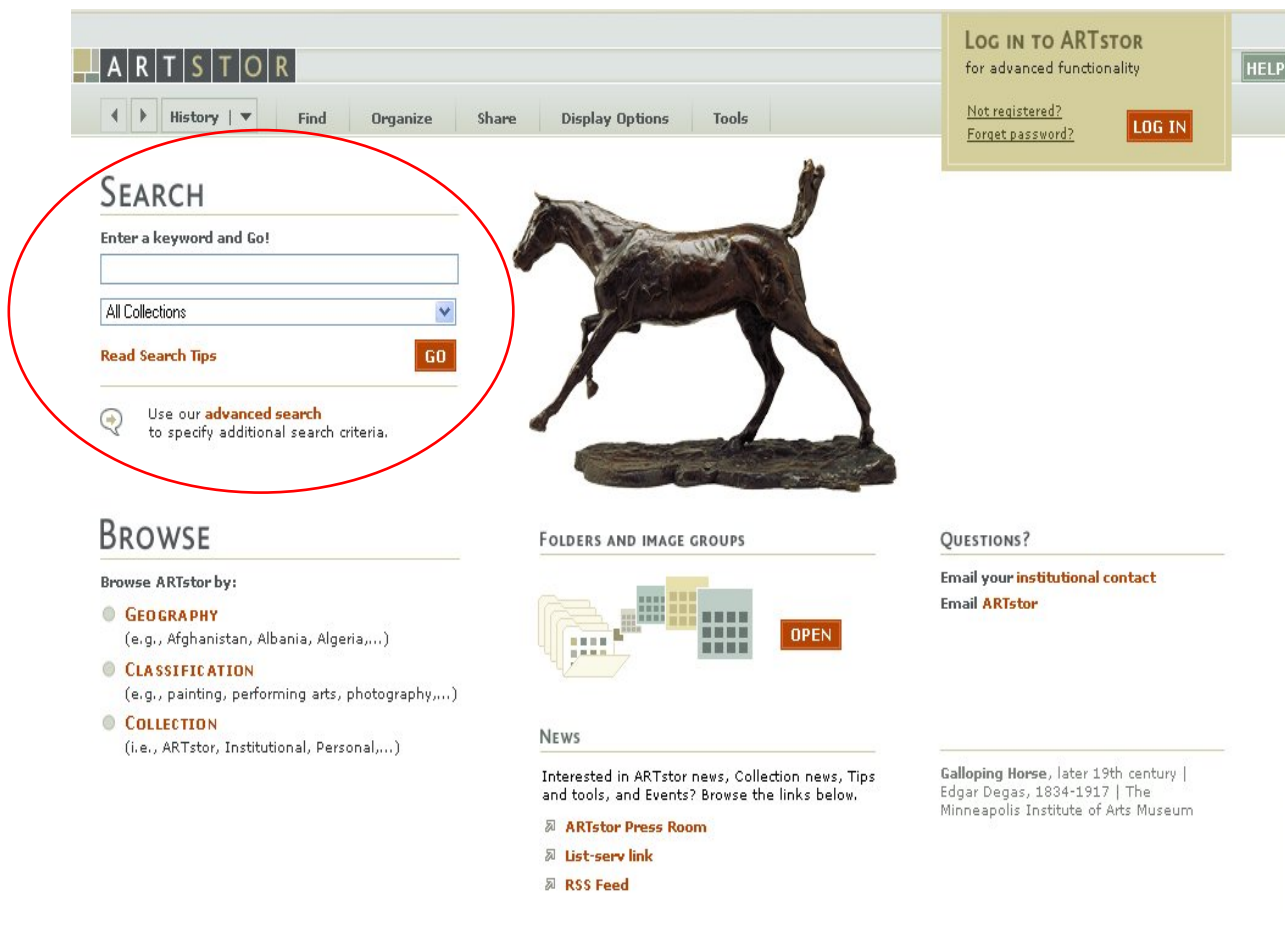 LOG IN TO ARTSTOR
for advanced functionality
Not registered?
Forget password?
LOG IN
HELP
ARTSTOR
History | ▼
Find
Organize
Share
Display Options
Tools
SEARCH
Enter a keyword and Go!
All Collections
Read Search Tips
GO
Use our advanced search
to specify additional search criteria.
BROWSE
Browse ARTstor by:
GEOGRAPHY
(e.g., Afghanistan, Albania, Algeria,...)
CLASSIFICATION
(e.g., painting, performing arts, photography,...)
COLLECTION
(i.e., ARTstor, Institutional, Personal,...)
FOLDERS AND IMAGE GROUPS
OPEN
NEWS
Interested in ARTstor news, Collection news, Tips
and tools, and Events? Browse the links below.
ARTstor Press Room
List-serv link
RSS Feed
QUESTIONS?
Email your institutional contact
Email ARTstor
Galloping Horse, later 19th century |
Edgar Degas, 1834-1917 | The
Minneapolis Institute of Arts Museum